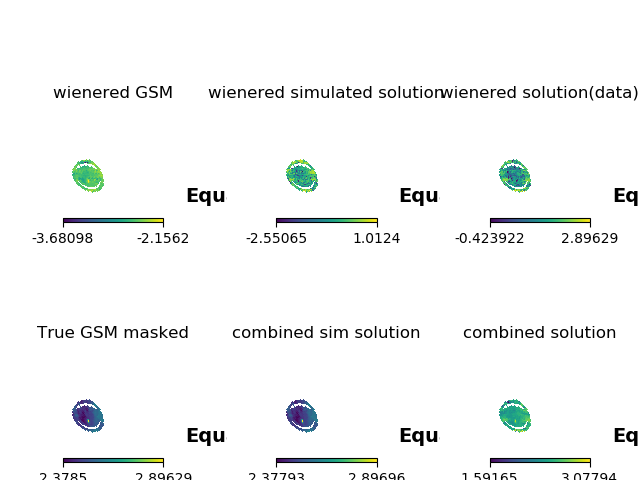 wienered GSM
wienered simulated solution
wienered solution(data)
Equ
Equ
Eq
-3.68098 -2.1562
-2.55065 1.0124
-0.423922 2.89629
True GSM masked
combined sim solution
combined solution
Equ
Equ
Eq
2.3785 2.89629
2.37793 2.89696
1.59165 3.07794